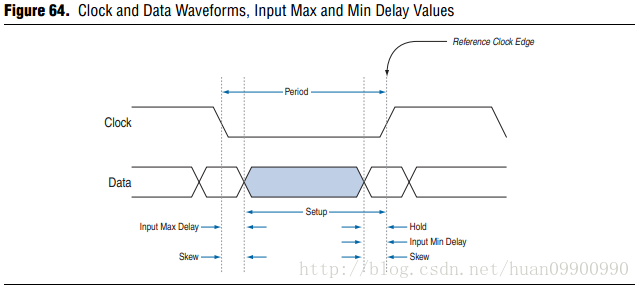 Figure 64. Clock and Data Waveforms, Input Max and Min Delay Values
Reference Clock Edge
Period
Clock
Data
Setup
Input Max Delay
Hold
Input Min Delay
Skew
Skew
http://blog.csdn.net/huan09900990